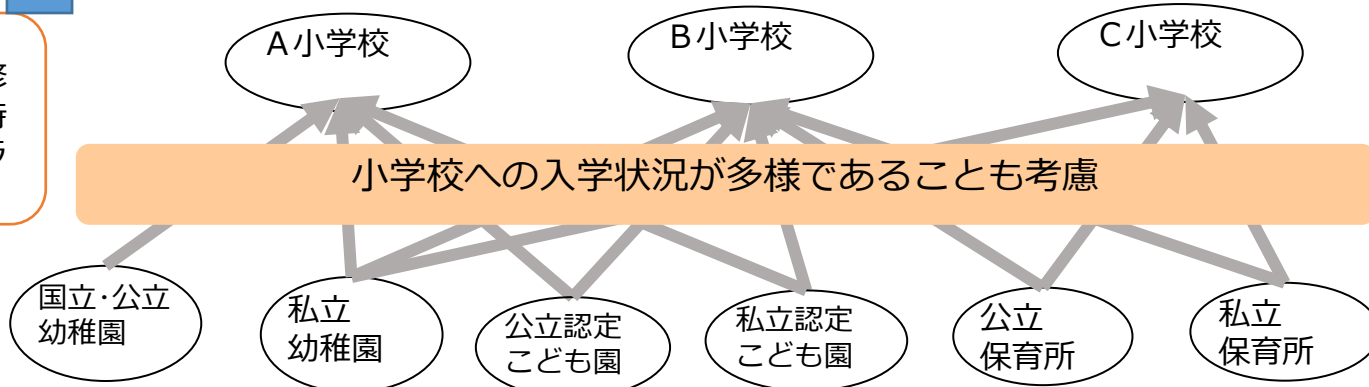 A小学校
B小学校
C小学校
小学校への入学状況が多様であることも考慮
国立・公立
幼稚園
私立
幼稚園
公立認定
こども園
私立認定
こども園
公立
保育所
私立
保育所